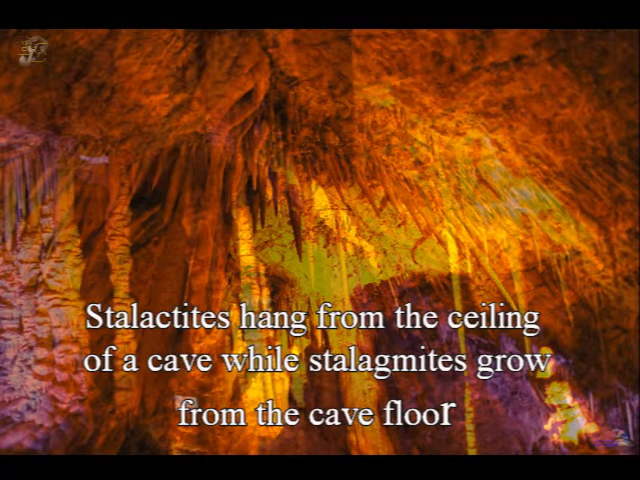 Stalactites hang from the ceiling
of a cave while stalagmites grow
from the cave floor